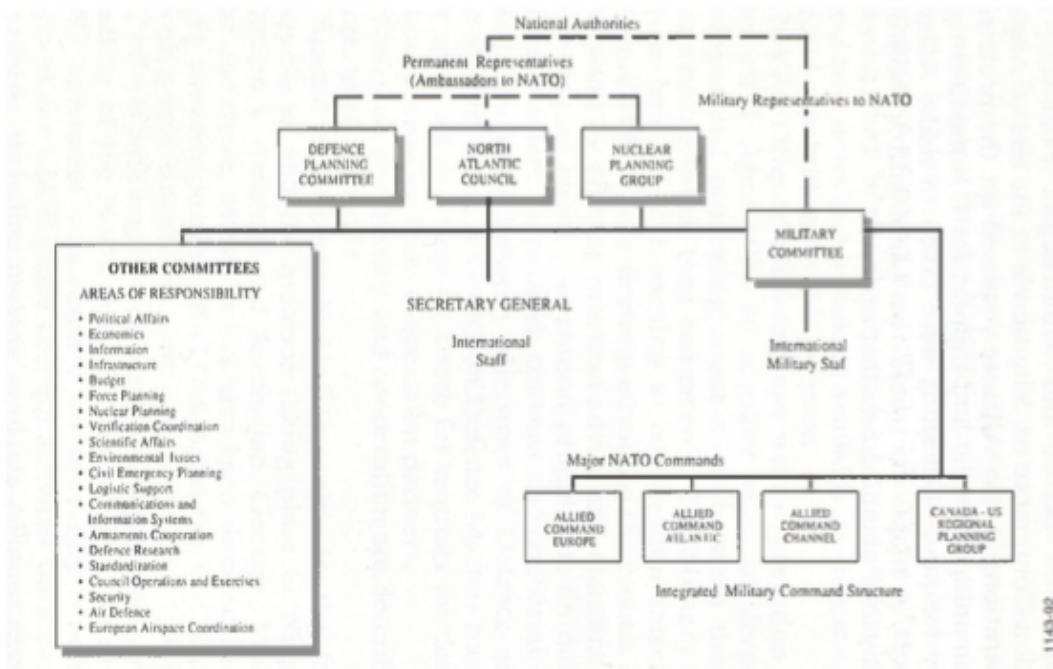 National Authorities
Permanent Representatives
(Ambassadors to NATO)
Military Representatives to NATO
DEFENCE
PLANNING
COMMITTEE
NORTH
ATLANTIC
COUNCIL
NUCLEAR
PLANNING
GROUP
MILITARY
COMMITTEE
OTHER COMMITTEES
AREAS OF RESPONSIBILITY
• Political Affairs
• Economics
• Information
• Infrastructure
• Budget
• Force Planning
• Nuclear Planning
• Verification Coordination
• Scientific Affairs
• Environmental Issues
• Civil Emergency Planning
• Logistic Support
• Communications and
Information Systems
• Armaments Cooperation
• Defence Research
• Standardization
• Council Operations and Exercises
• Security
• Air Defence
• European Airspace Coordination
SECRETARY GENERAL
International
Staff
International
Military Staf
Major NATO Commands
ALLIED
COMMAND
EUROPE
ALLIED
COMMAND
ATLANTIC
ALLIED
COMMAND
CHANNEL
CANADA - US
REGIONAL
PLANNING
GROUP
Integrated Military Command Structure
1143-92